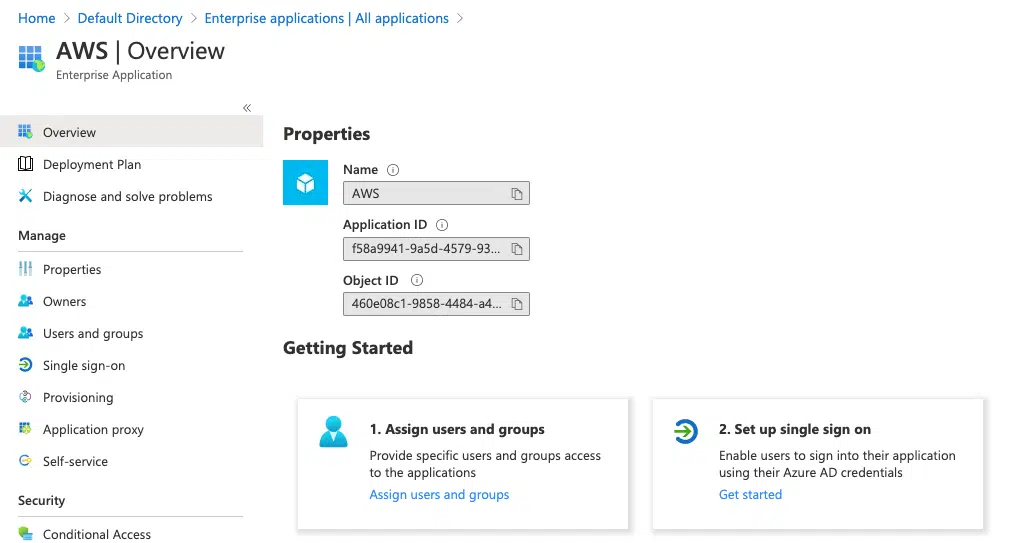 Home > Default Directory > Enterprise applications | All applications >
AWS | Overview
Enterprise Application
«
Overview
Deployment Plan
Diagnose and solve problems
Manage
Properties
Owners
Users and groups
Single sign-on
Provisioning
Application proxy
Self-service
Security
Conditional Access
Properties
Name
AWS
Application ID
f58a9941-9a5d-4579-93...
Object ID
460e08c1-9858-4484-a4...
Getting Started
1. Assign users and groups
Provide specific users and groups access
to the applications
Assign users and groups
2. Set up single sign on
Enable users to sign into their application
using their Azure AD credentials
Get started